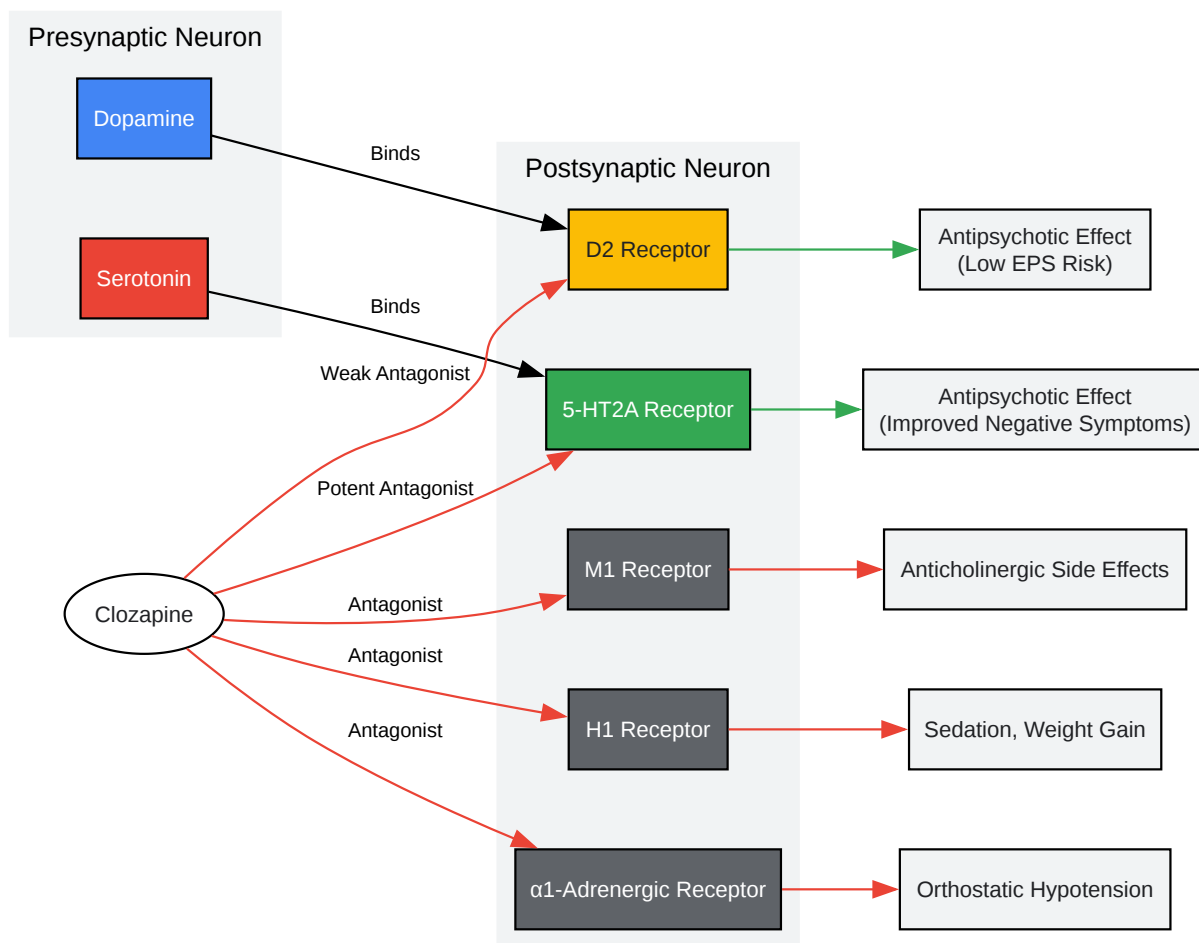 Presynaptic Neuron
Dopamine
Binds
Postsynaptic Neuron
D2 Receptor
Antipsychotic Effect
(Low EPS Risk)
Serotonin
Binds
Weak Antagonist
5-HT2A Receptor
Antipsychotic Effect
(Improved Negative Symptoms)
Potent Antagonist
M1 Receptor
Anticholinergic Side Effects
Clozapine
Antagonist
Antagonist
H1 Receptor
Sedation, Weight Gain
Antagonist
α1-Adrenergic Receptor
Orthostatic Hypotension